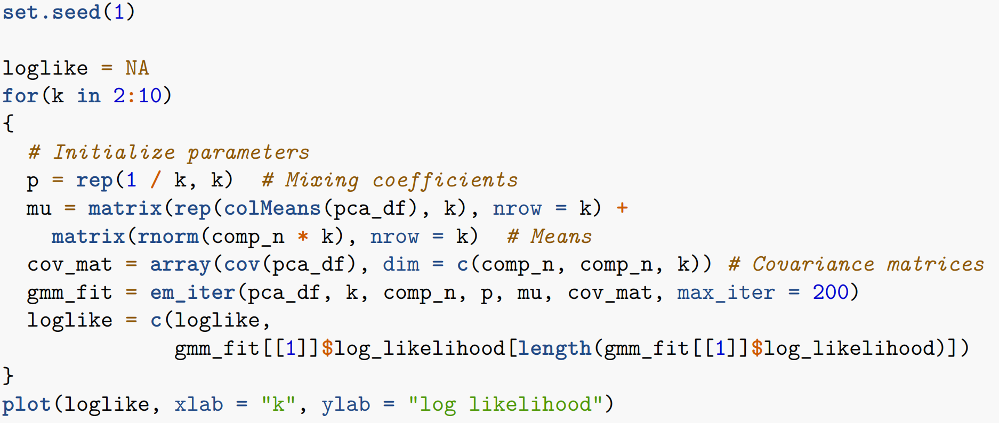 set.seed(1)
loglike = NA
for(k in 2:10)
{
  # Initialize parameters
  p = rep(1 / k, k)  # Mixing coefficients
  mu = matrix(rep(colMeans(pca_df), k), nrow = k) +
    matrix(rnorm(comp_n * k), nrow = k)  # Means
  cov_mat = array(cov(pca_df), dim = c(comp_n, comp_n, k)) # Covariance matrices
  gmm_fit = em_iter(pca_df, k, comp_n, p, mu, cov_mat, max_iter = 200)
  loglike = c(loglike,
              gmm_fit[[1]]$log_likelihood[length(gmm_fit[[1]]$log_likelihood)])
}
plot(loglike, xlab = "k", ylab = "log likelihood")